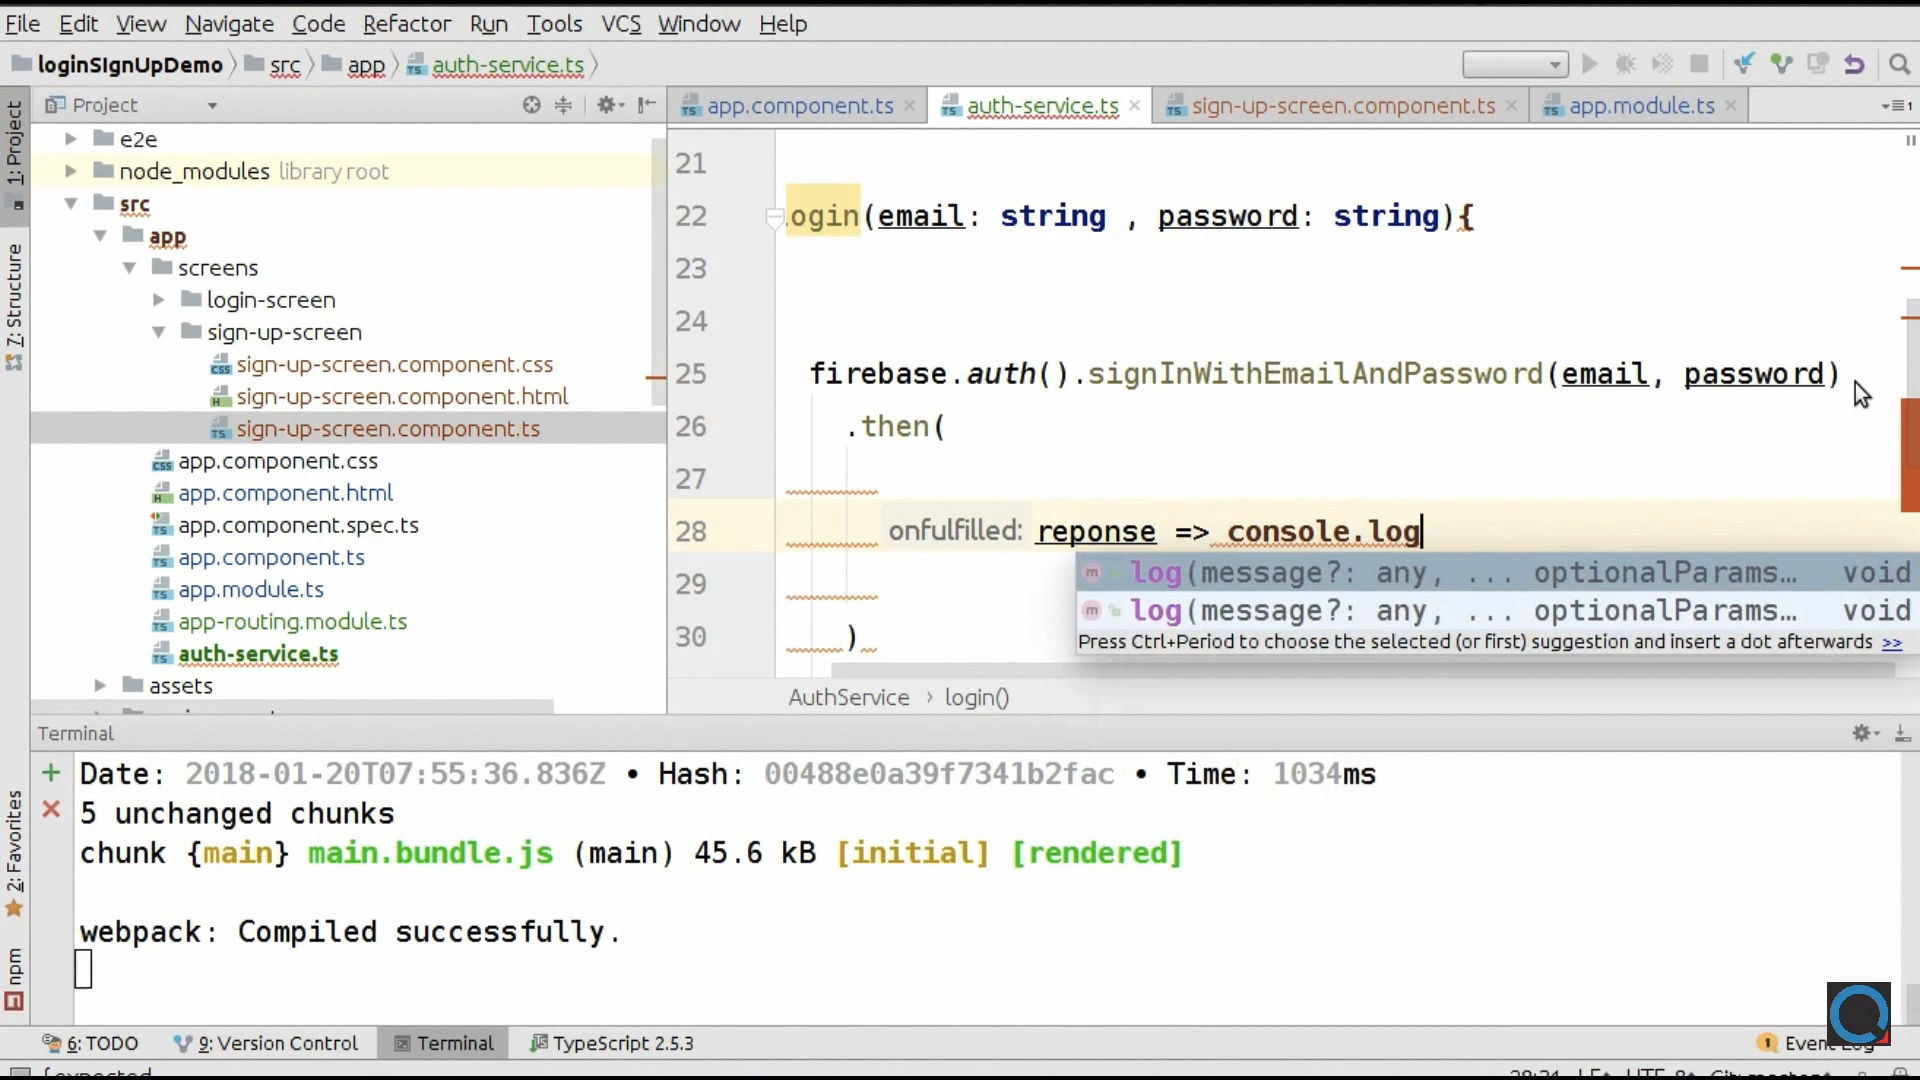 File Edit View Navigate Code Refactor Run Tools VCS Window Help
loginSIgnUpDemo src app auth-service.ts
1: Project
Project
app.component.ts auth-service.ts sign-up-screen.component.ts app.module.ts 1
e2e
node_modules library root
src
app
screens
login-screen
sign-up-screen
sign-up-screen.component.css
sign-up-screen.component.html
sign-up-screen.component.ts
app.component.css
app.component.html
app.component.spec.ts
app.component.ts
app.module.ts
app-routing.module.ts
auth-service.ts
assets
7: Structure
21
22 ogin(email: string , password: string){
23
24
25 firebase.auth().signInWithEmailAndPassword(email, password)
26 .then(
27
28 onfulfilled: reponse => console.log
29
30 )
log(message?: any, ... optionalParams… void
log(message?: any, ... optionalParams… void
Press Ctrl+Period to choose the selected (or first) suggestion and insert a dot afterwards >>
AuthService › login()
Terminal
Date: 2018-01-20T07:55:36.836Z • Hash: 00488e0a39f7341b2fac • Time: 1034ms
5 unchanged chunks
chunk {main} main.bundle.js (main) 45.6 kB [initial] [rendered]
webpack: Compiled successfully.
2: Favorites
npm
6: TODO 9: Version Control Terminal TypeScript 2.5.3 1 Event Log